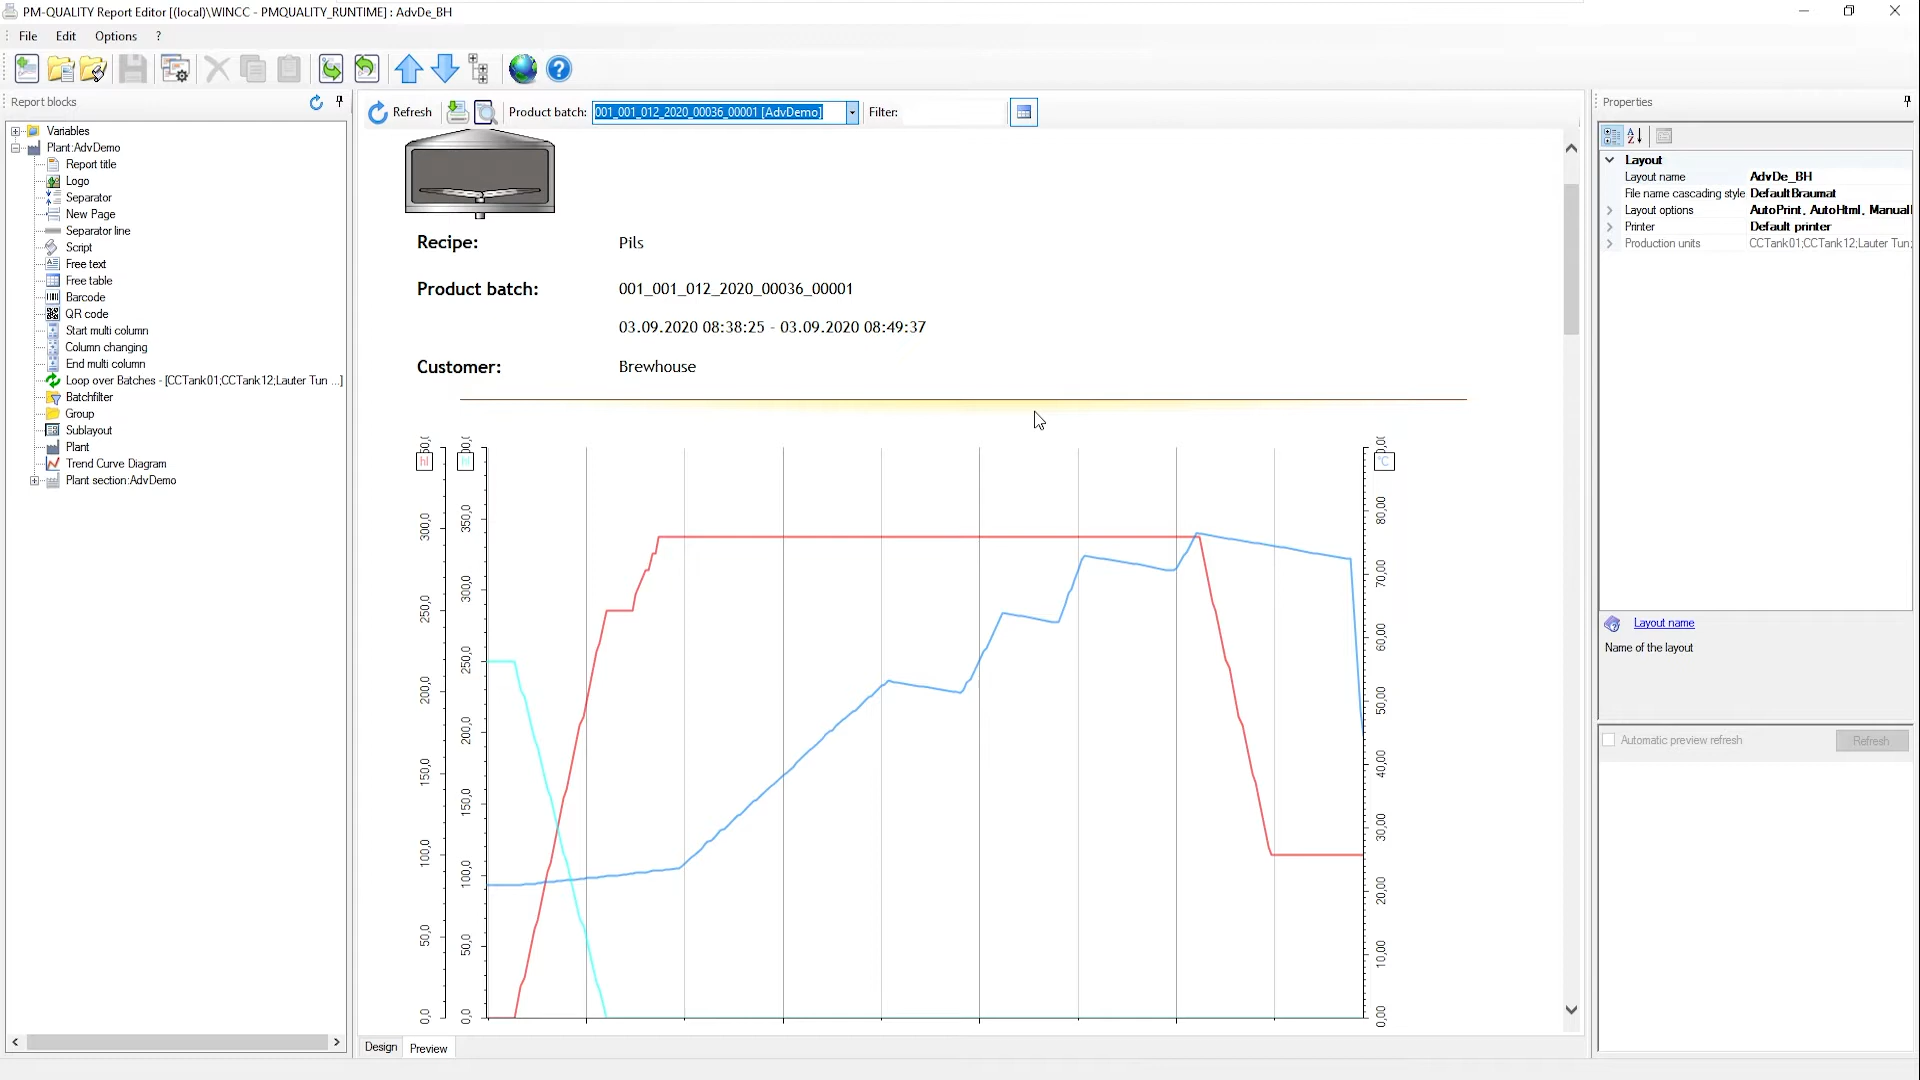 PM-QUALITY Report Editor [(local)\WINCC - PMQUALITY_RUNTIME] : AdvDe_BH
File Edit Options ?
Report blocks
Variables
Plant:AdvDemo
Report title
Logo
Separator
New Page
Separator line
Script
Free text
Free table
Barcode
QR code
Start multi column
Column changing
End multi column
Loop over Batches - [CCTank01;CCTank12;Lauter Tun ...]
Batchfilter
Group
Sublayout
Plant
Trend Curve Diagram
Plant section:AdvDemo
Refresh Product batch: 001_001_012_2020_00036_00001 [AdvDemo] Filter:
Recipe: Pils
Product batch: 001_001_012_2020_00036_00001
03.09.2020 08:38:25 - 03.09.2020 08:49:37
Customer: Brewhouse
hl hl °C
300,0
250,0
200,0
150,0
100,0
50,0
0,0
350,0
300,0
250,0
200,0
150,0
100,0
50,0
0,0
80,00
70,00
60,00
50,00
40,00
30,00
20,00
10,00
0,00
Design Preview
Properties
Layout
Layout name AdvDe_BH
File name cascading style DefaultBraumat
Layout options AutoPrint, AutoHtml, Manuall
Printer Default printer
Production units CCTank01;CCTank12;Lauter Tun;
Layout name
Name of the layout
Automatic preview refresh Refresh